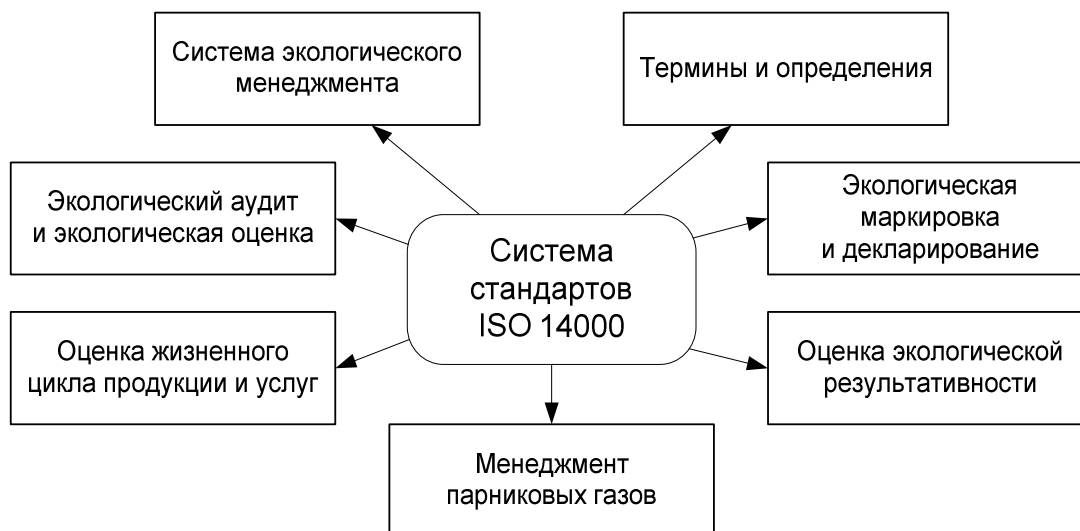 Система экологического
менеджмента
Термины и определения
Экологический аудит
и экологическая оценка
Экологическая
маркировка
и декларирование
Система
стандартов
ISO 14000
Оценка жизненного
цикла продукции и услуг
Оценка экологической
результативности
Менеджмент
парниковых газов